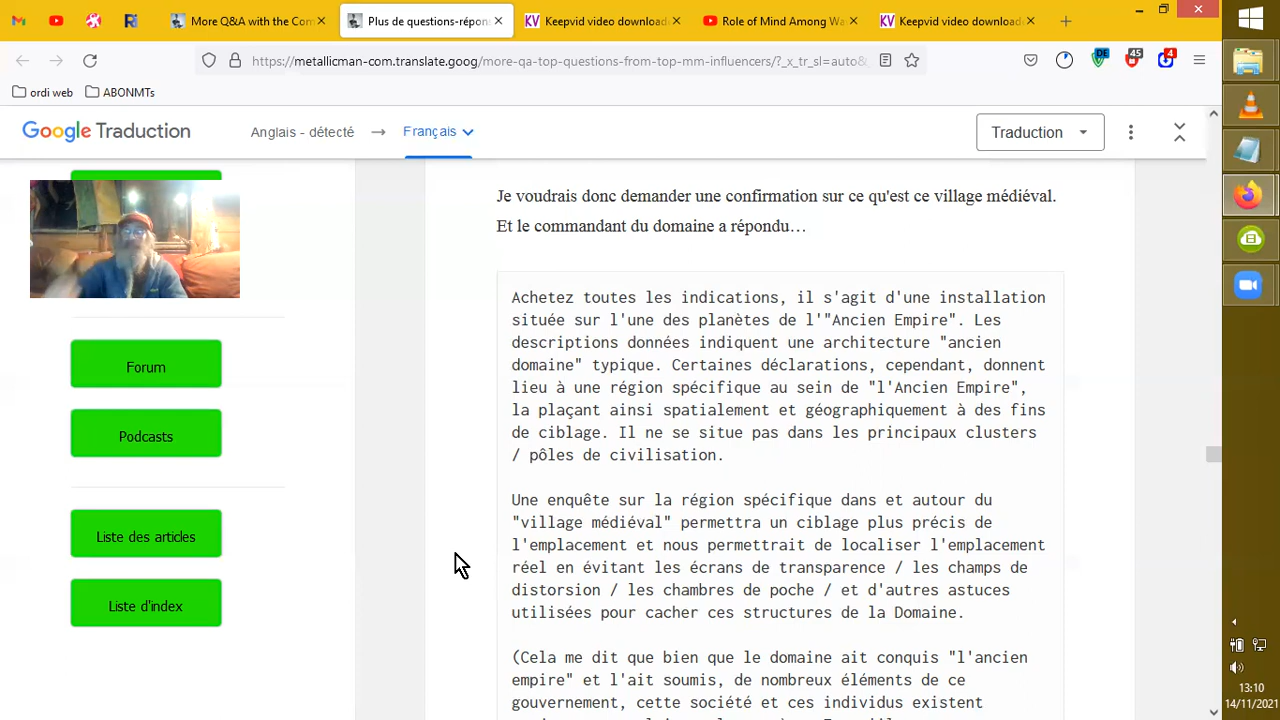 More Q&A with the Com
Plus de questions-répon
Keepvid video download
Role of Mind Among Wa
Keepvid video download
https://metallicman-com.translate.goog/more-qa-with-questions-from-top-mm-influencers/?_x_tr_sl=auto&
DE
45
4
ordi web
ABONMTs
Google Traduction
Anglais - détecté
Français
Traduction
Je voudrais donc demander une confirmation sur ce qu'est ce village médiéval.
Et le commandant du domaine a répondu…
Achetez toutes les indications, il s'agit d'une installation
située sur l'une des planètes de l'"Ancien Empire". Les
descriptions données indiquent une architecture "ancien
domaine" typique. Certaines déclarations, cependant, donnent
lieu à une région spécifique au sein de "l'Ancien Empire",
la plaçant ainsi spatialement et géographiquement à des fins
de ciblage. Il ne se situe pas dans les principaux clusters
/ pôles de civilisation.
Une enquête sur la région spécifique dans et autour du
"village médiéval" permettra un ciblage plus précis de
l'emplacement et nous permettrait de localiser l'emplacement
réel en évitant les écrans de transparence / les champs de
distorsion / les chambres de poche / et d'autres astuces
utilisées pour cacher ces structures de la Domaine.
(Cela me dit que bien que le domaine ait conquis "l'ancien
empire" et l'ait soumis, de nombreux éléments de ce
gouvernement, cette société et ces individus existent
Forum
Podcasts
Liste des articles
Liste d'index
13:10
14/11/2021